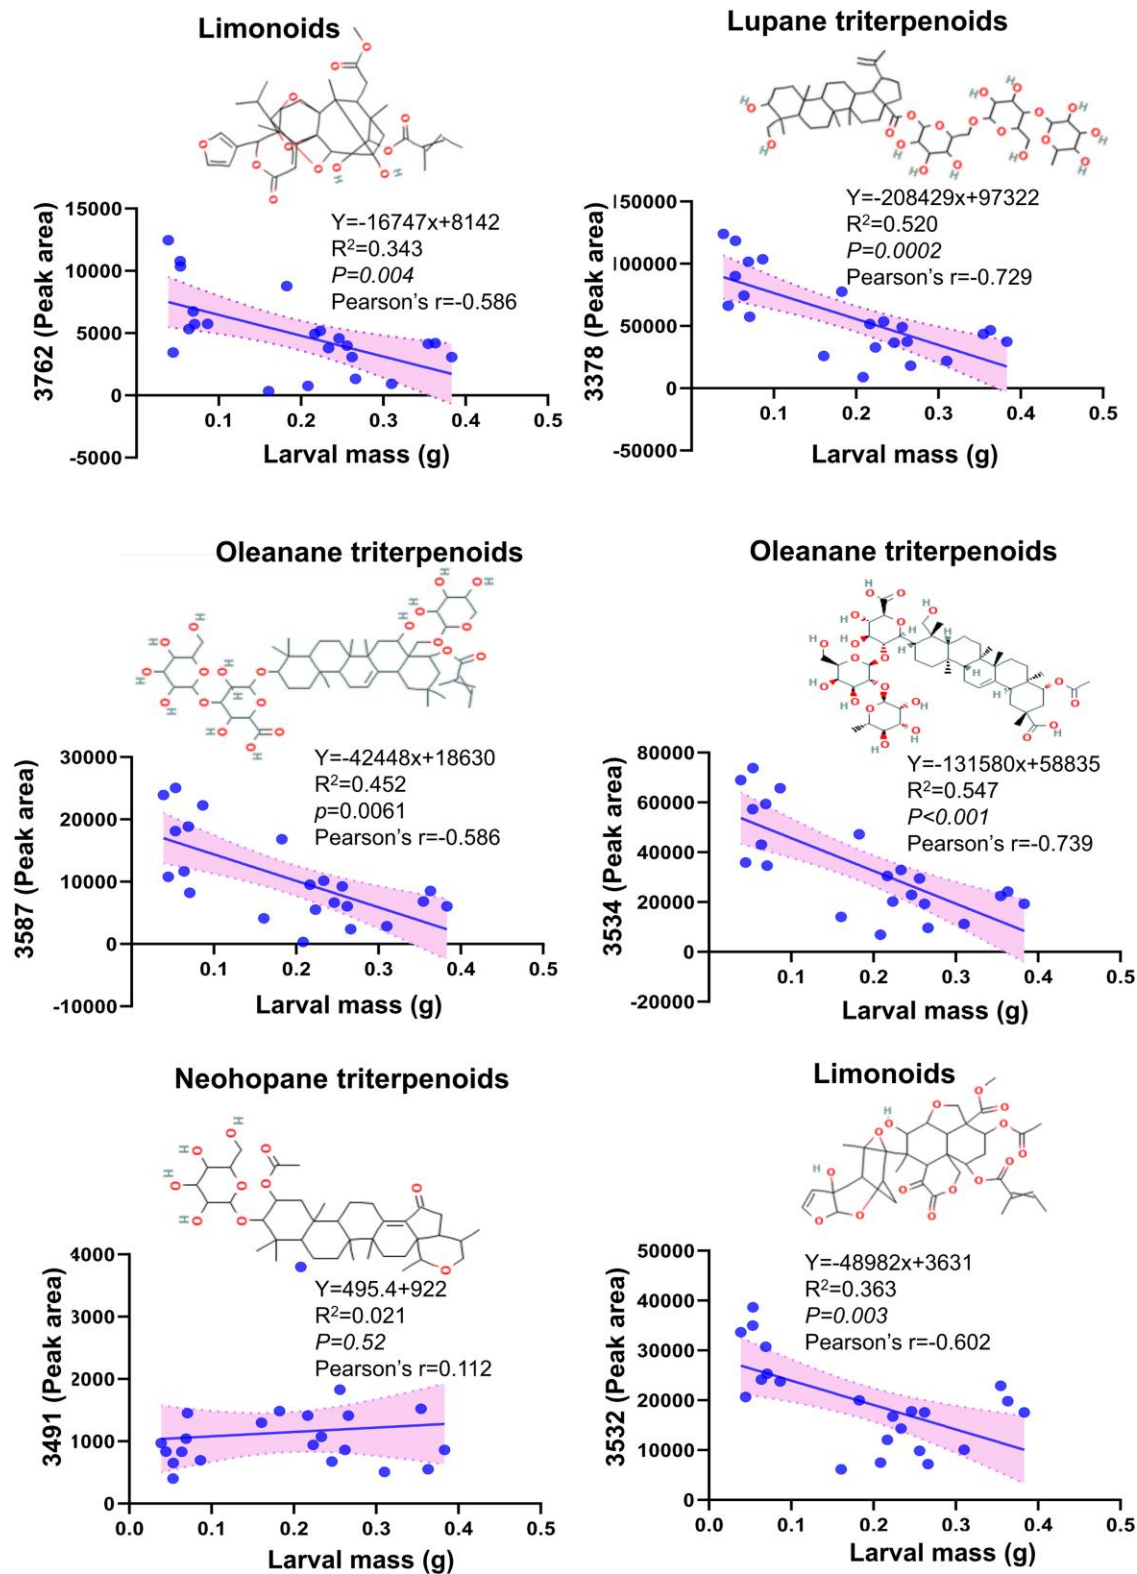 Limonoids
Y=-16747x+8142
R²=0.343
P=0.004
Pearson's r=-0.586
3762 (Peak area)
15000
10000
5000
0
-5000
0.1
0.2
0.3
0.4
0.5
Larval mass (g)
Lupane triterpenoids
Y=-208429x+97322
R²=0.520
P=0.0002
Pearson's r=-0.729
3378 (Peak area)
150000
100000
50000
0
-50000
0.1
0.2
0.3
0.4
0.5
Larval mass (g)
Oleanane triterpenoids
Y=-42448x+18630
R²=0.452
p=0.0061
Pearson's r=-0.586
3587 (Peak area)
30000
20000
10000
0
-10000
0.1
0.2
0.3
0.4
0.5
Larval mass (g)
Oleanane triterpenoids
Y=-131580x+58835
R²=0.547
P<0.001
Pearson's r=-0.739
3534 (Peak area)
80000
60000
40000
20000
0
-20000
0.1
0.2
0.3
0.4
0.5
Larval mass (g)
Neohopane triterpenoids
Y=495.4+922
R²=0.021
P=0.52
Pearson's r=0.112
3491 (Peak area)
4000
3000
2000
1000
0
0.0
0.1
0.2
0.3
0.4
0.5
Larval mass (g)
Limonoids
Y=-48982x+3631
R²=0.363
P=0.003
Pearson's r=-0.602
3532 (Peak area)
50000
40000
30000
20000
10000
0
0.0
0.1
0.2
0.3
0.4
0.5
Larval mass (g)